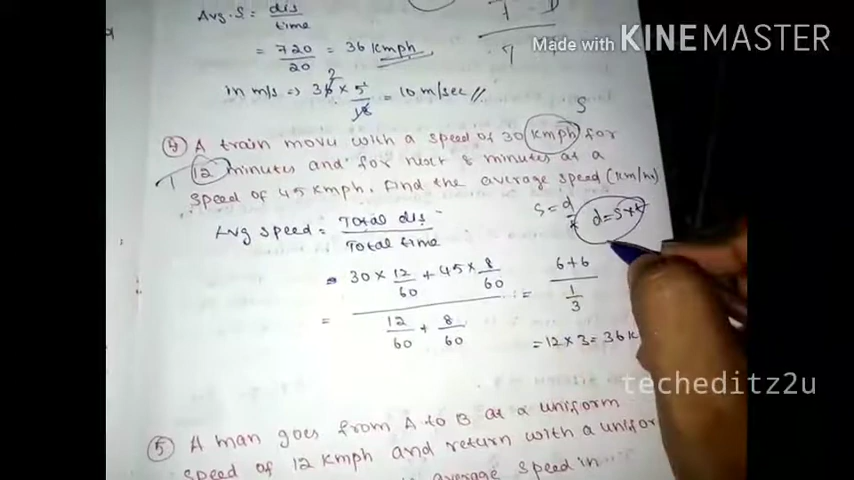 Avg.S = dis
time
= 720 = 36 kmph
20
Made with KINEMASTER
in m/s => 36 × 5 = 10 m/sec //
18
2
S
4) A train move with a speed of 30 kmph for
12 minutes and for next 8 minutes at a
speed of 45 kmph. Find the average speed (km/hr)
Avg speed = Total dis
Total time
S = d
t
d = s×t
= 30 × 12/60 + 45 × 8/60 = 6+6
12/60 + 8/60
1/3
= 12 × 3 = 36 k
techeditz2u
5) A man goes from A to B at a uniform
speed of 12 kmph and return with a unifor
average speed in